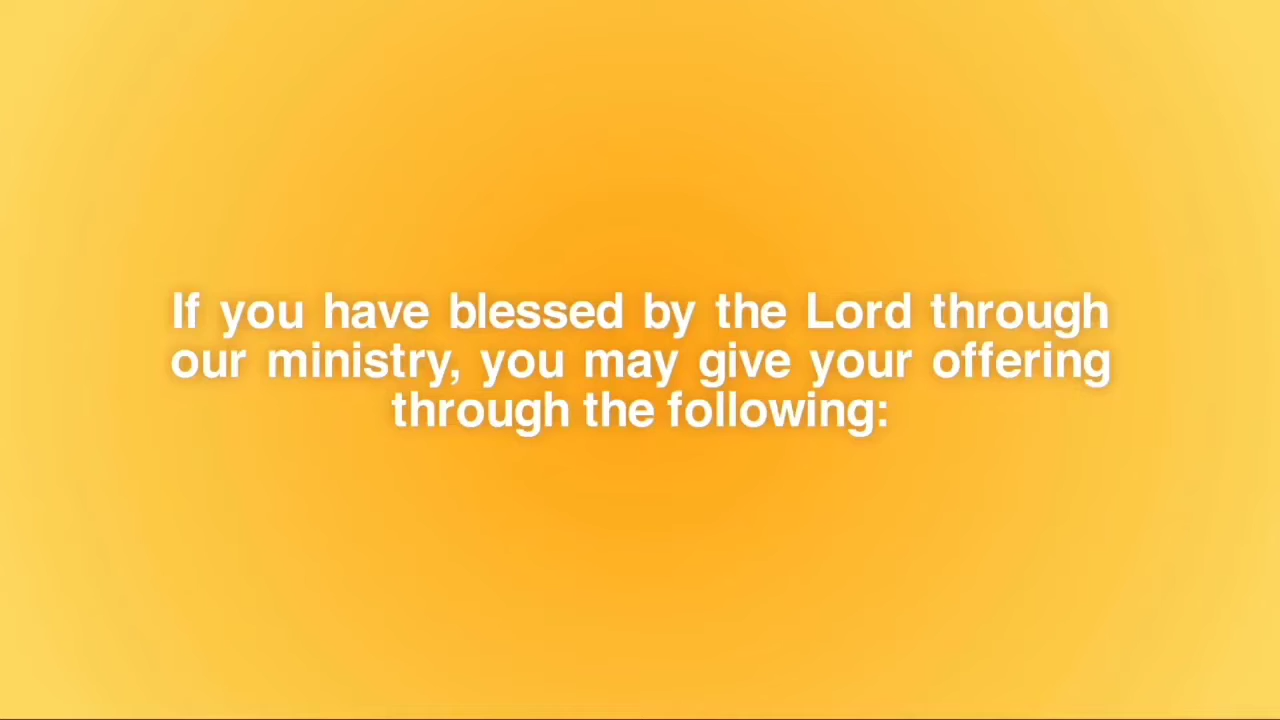 If you have blessed by the Lord through
our ministry, you may give your offering
through the following: